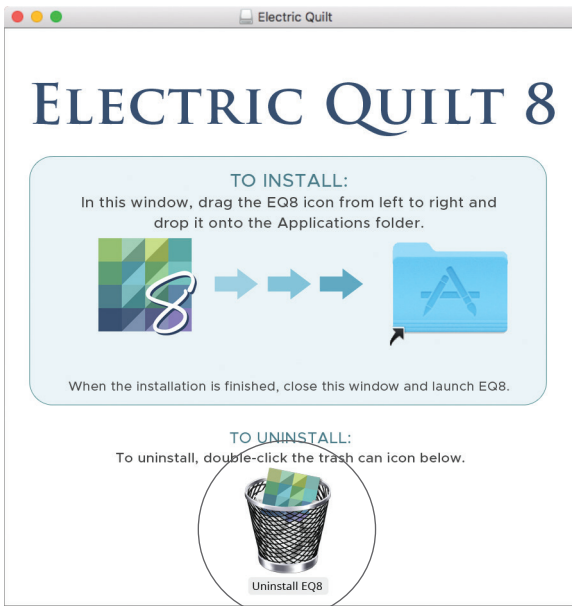 Electric Quilt
ELECTRIC QUILT 8
TO INSTALL:
In this window, drag the EQ8 icon from left to right and
drop it onto the Applications folder.
8
When the installation is finished, close this window and launch EQ8.
TO UNINSTALL:
To uninstall, double-click the trash can icon below.
Uninstall EQ8